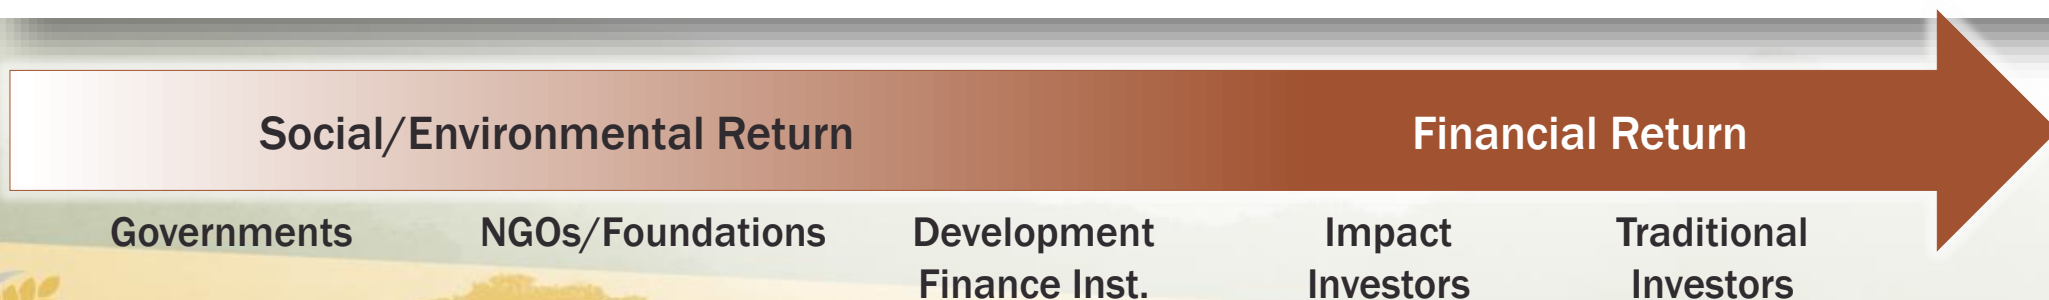 Social/Environmental Return Financial Return
Governments NGOs/Foundations Development Impact Traditional
Finance Inst. Investors Investors